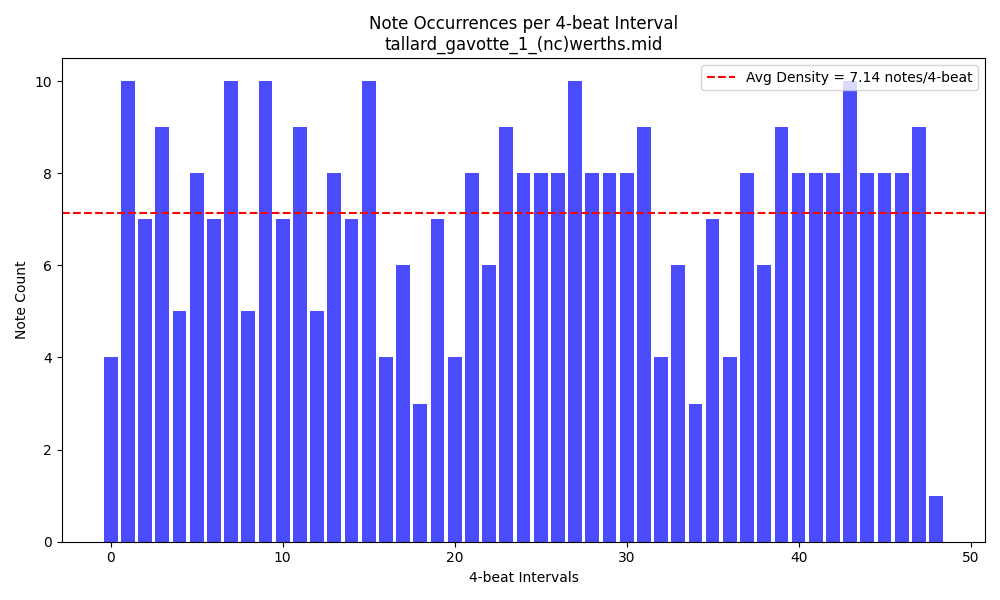 Note Occurrences per 4-beat Interval
tallard_gavotte_1_(nc)werths.mid
Avg Density = 7.14 notes/4-beat
Note Count
10
8
6
4
2
0
0
10
20
30
40
50
4-beat Intervals